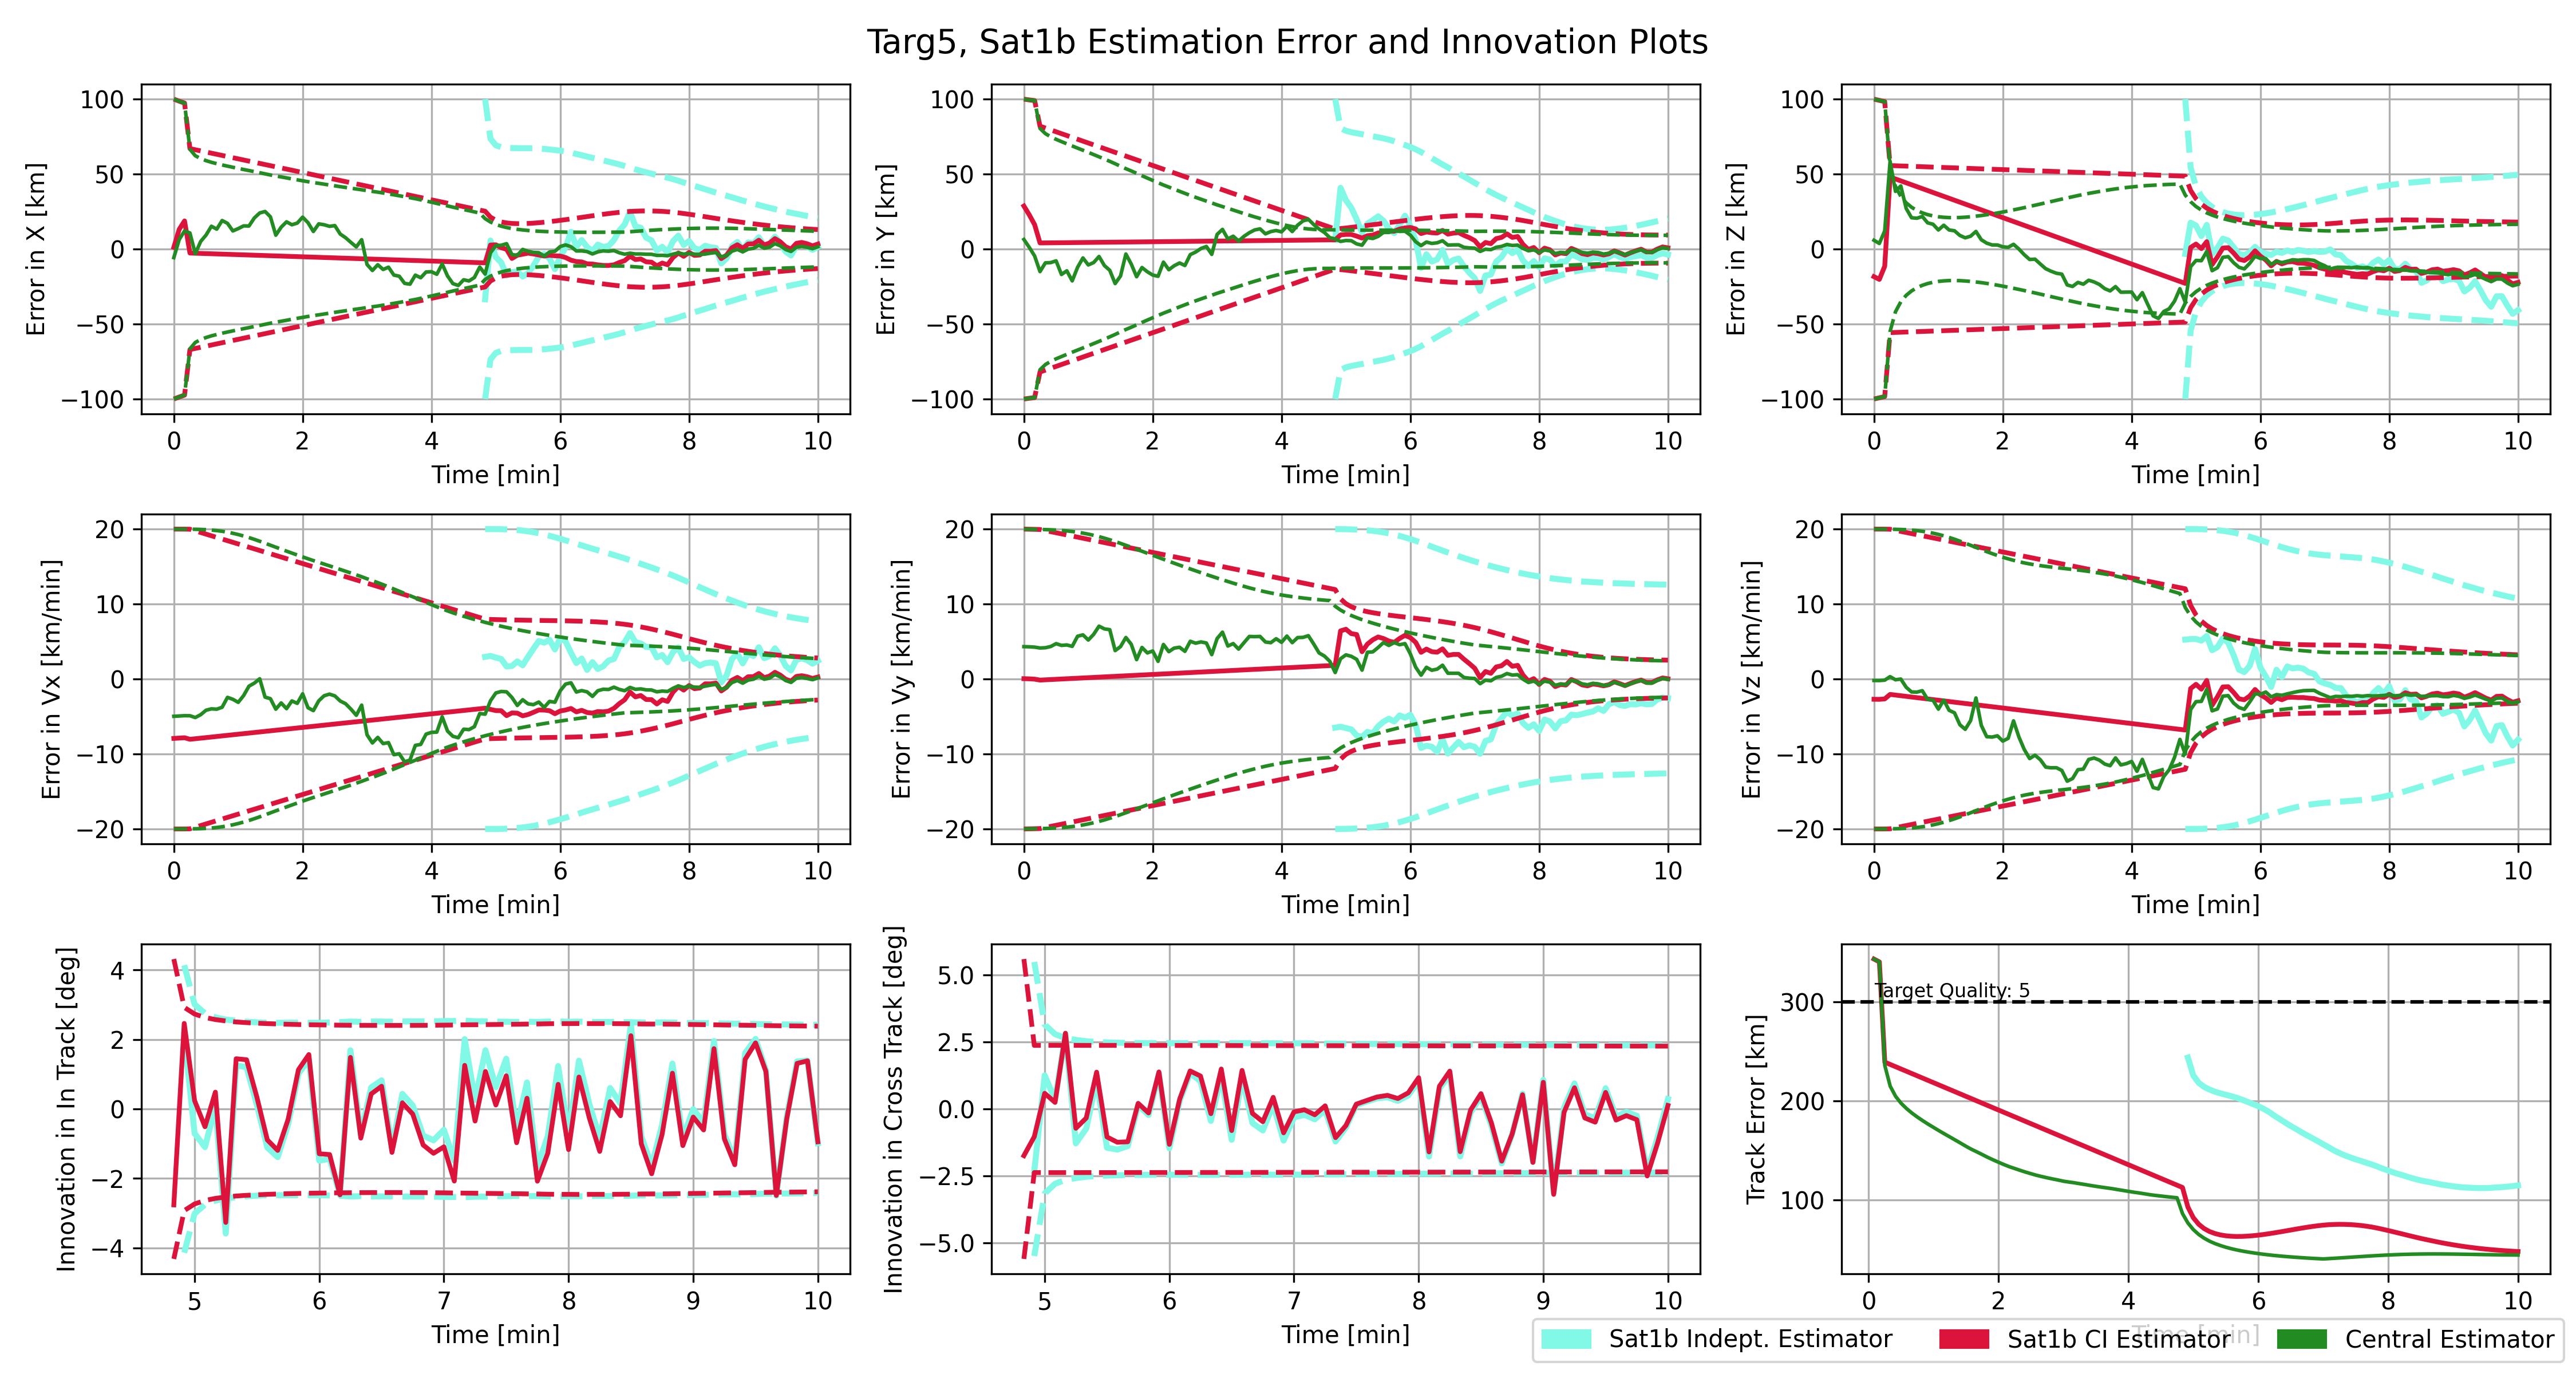 Targ5, Sat1b Estimation Error and Innovation Plots
Error in X [km]
100
50
0
−50
−100
0 2 4 6 8 10
Time [min]
Error in Y [km]
100
50
0
−50
−100
0 2 4 6 8 10
Time [min]
Error in Z [km]
100
50
0
−50
−100
0 2 4 6 8 10
Time [min]
Error in Vx [km/min]
20
10
0
−10
−20
0 2 4 6 8 10
Time [min]
Error in Vy [km/min]
20
10
0
−10
−20
0 2 4 6 8 10
Time [min]
Error in Vz [km/min]
20
10
0
−10
−20
0 2 4 6 8 10
Time [min]
Innovation in In Track [deg]
4
2
0
−2
−4
5 6 7 8 9 10
Time [min]
Innovation in Cross Track [deg]
5.0
2.5
0.0
−2.5
−5.0
5 6 7 8 9 10
Time [min]
Track Error [km]
300
200
100
Target Quality: 5
0 2 4 6 8 10
Time [min]
Sat1b Indept. Estimator
Sat1b CI Estimator
Central Estimator